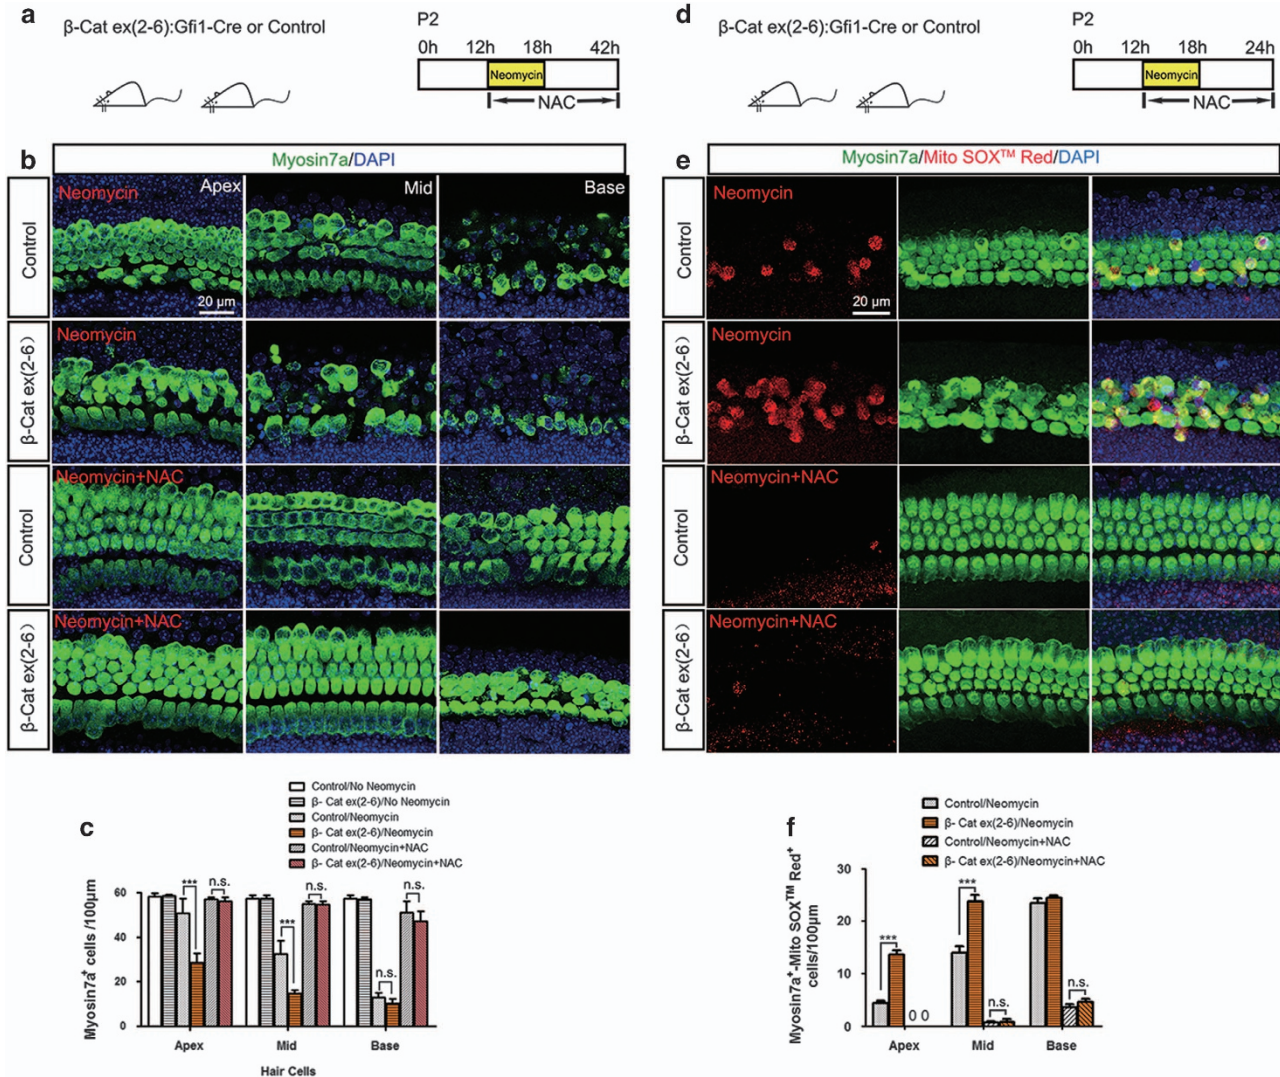 a
β-Cat ex(2-6):Gfi1-Cre or Control
P2
0h 12h 18h 42h
Neomycin
NAC
b
Myosin7a/DAPI
Control
Neomycin
Apex
Mid
Base
20 µm
β-Cat ex(2-6)
Neomycin
Control
Neomycin+NAC
β-Cat ex(2-6)
Neomycin+NAC
c
Control/No Neomycin
β- Cat ex(2-6)/No Neomycin
Control/Neomycin
β- Cat ex(2-6)/Neomycin
Control/Neomycin+NAC
β- Cat ex(2-6)/Neomycin+NAC
Myosin7a+ cells /100µm
60
40
20
0
*** n.s.
*** n.s.
n.s. n.s.
Apex Mid Base
Hair Cells
d
β-Cat ex(2-6):Gfi1-Cre or Control
P2
0h 12h 18h 24h
Neomycin
NAC
e
Myosin7a/Mito SOX™ Red/DAPI
Control
Neomycin
20 µm
β-Cat ex(2-6)
Neomycin
Control
Neomycin+NAC
β-Cat ex(2-6)
Neomycin+NAC
f
Control/Neomycin
β- Cat ex(2-6)/Neomycin
Control/Neomycin+NAC
β- Cat ex(2-6)/Neomycin+NAC
Myosin7a+-Mito SOX™ Red+
cells/100µm
30
20
10
0
*** 0 0
*** n.s.
n.s.
Apex Mid Base